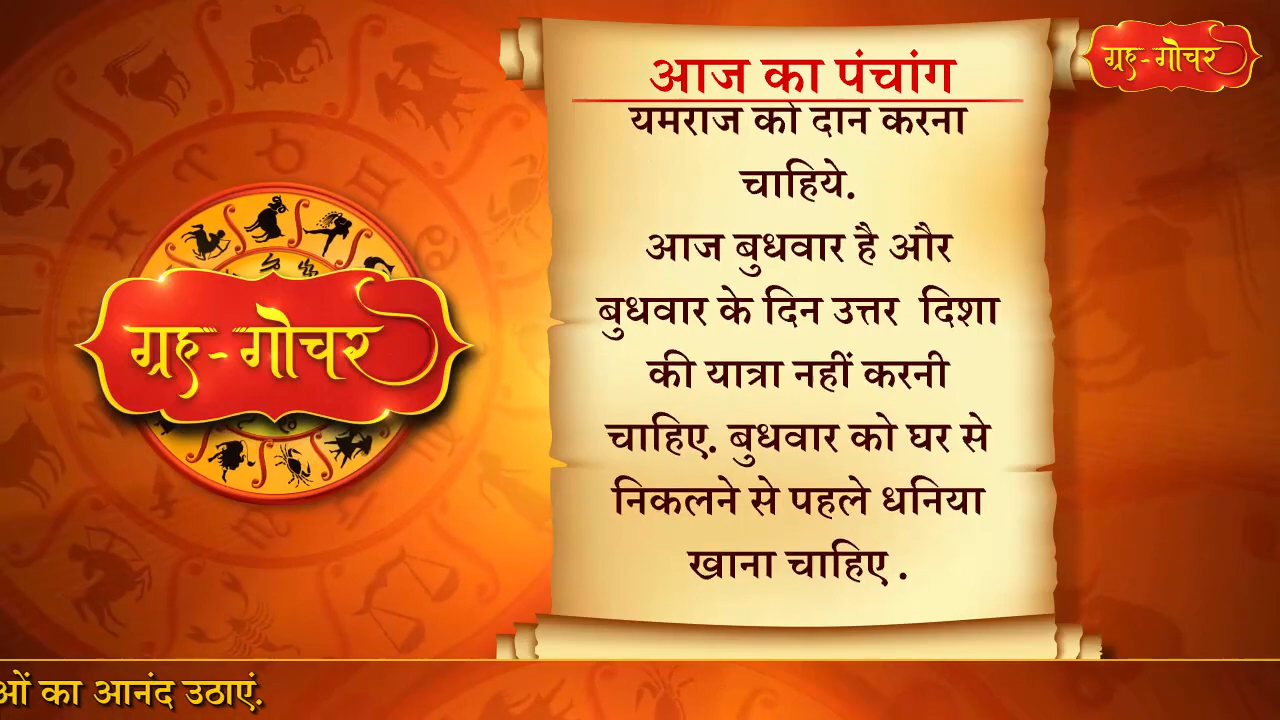 आज का पंचांग
ग्रह-गोचर
यमराज को दान करना
चाहिये.
आज बुधवार है और
बुधवार के दिन उत्तर दिशा
की यात्रा नहीं करनी
चाहिए. बुधवार को घर से
निकलने से पहले धनिया
खाना चाहिए .
ग्रह-गोचर
का आनंद उठाएं.